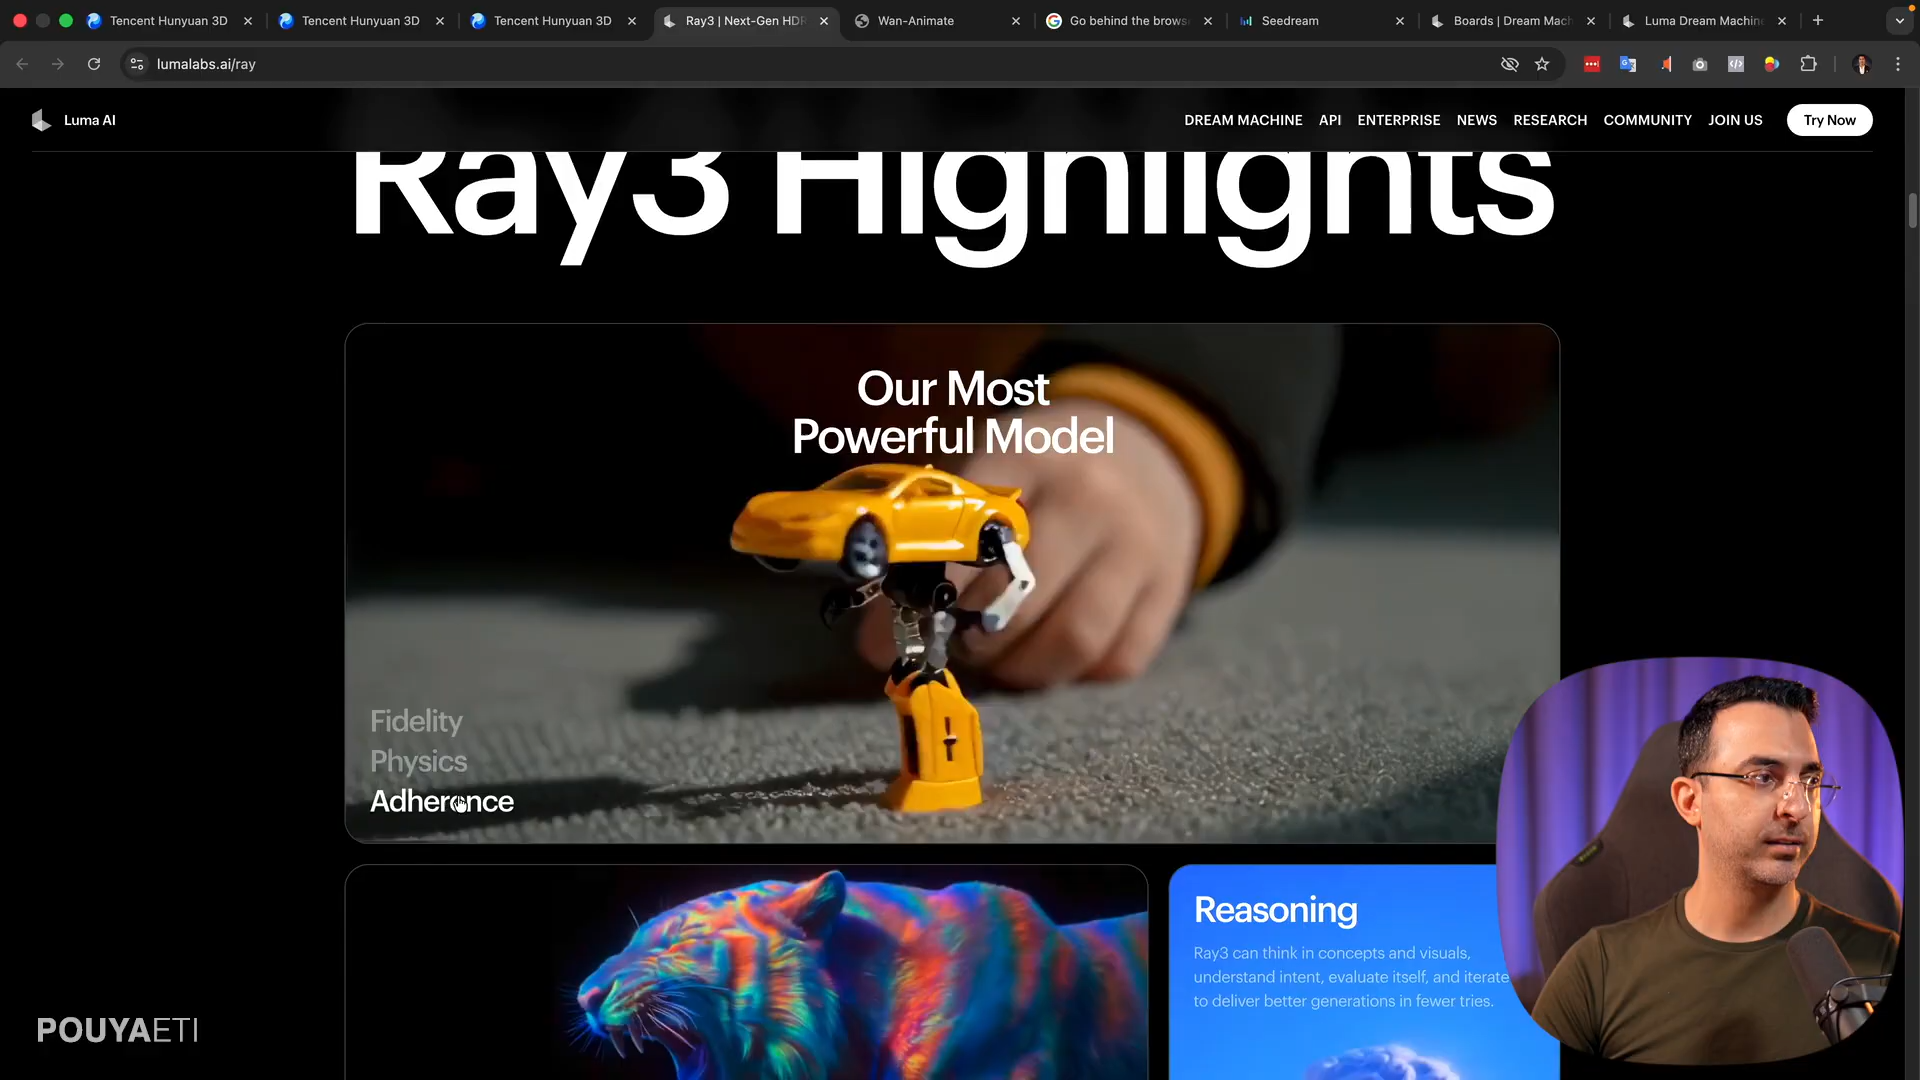 Tencent Hunyuan 3D
Tencent Hunyuan 3D
Tencent Hunyuan 3D
Ray3 | Next-Gen HDR
Wan-Animate
Go behind the brows
Seedream
Boards | Dream Mach
Luma Dream Machin
lumalabs.ai/ray
Luma AI
DREAM MACHINE
API
ENTERPRISE
NEWS
RESEARCH
COMMUNITY
JOIN US
Try Now
Ray3 Highlights
Our Most
Powerful Model
Fidelity
Physics
Adherence
Reasoning
Ray3 can think in concepts and visuals,
understand intent, evaluate itself, and iterate
to deliver better generations in fewer tries.
POUYAETI